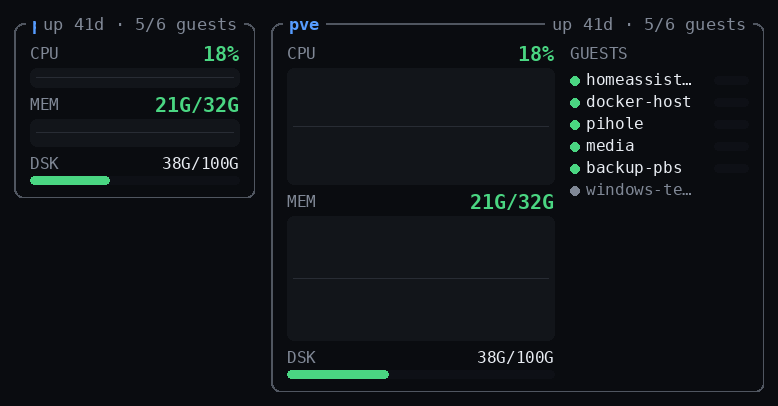 up 41d · 5/6 guests
CPU 18%
MEM 21G/32G
DSK 38G/100G
pve up 41d · 5/6 guests
CPU 18%
MEM 21G/32G
DSK 38G/100G
GUESTS
homeassist…
docker-host
pihole
media
backup-pbs
windows-te…